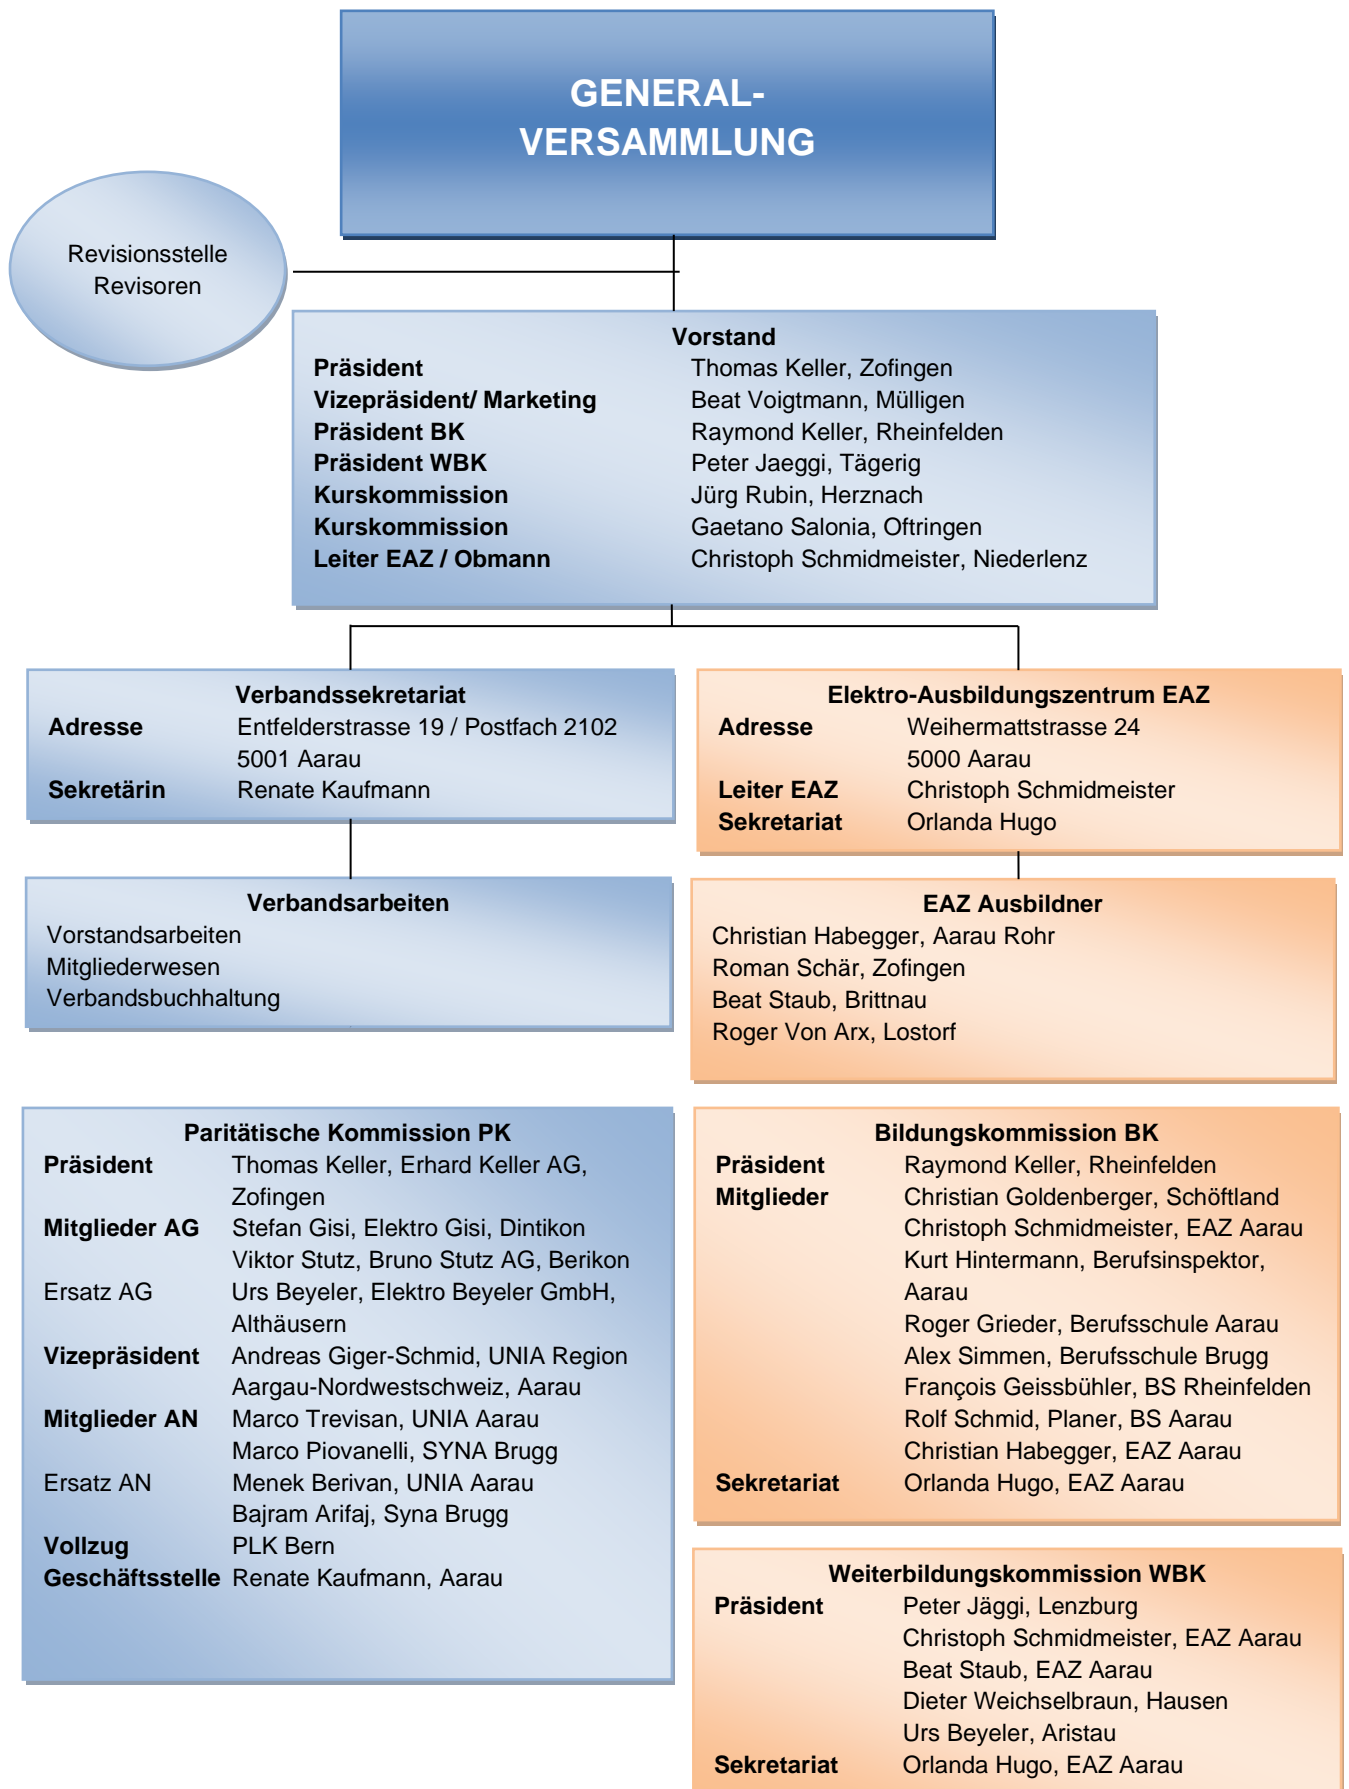 GENERAL-
VERSAMMLUNG
Revisionsstelle
Revisoren
Vorstand
Präsident Thomas Keller, Zofingen
Vizepräsident/ Marketing Beat Voigtmann, Mülligen
Präsident BK Raymond Keller, Rheinfelden
Präsident WBK Peter Jaeggi, Tägerig
Kurskommission Jürg Rubin, Herznach
Kurskommission Gaetano Salonia, Oftringen
Leiter EAZ / Obmann Christoph Schmidmeister, Niederlenz
Verbandssekretariat
Adresse Entfelderstrasse 19 / Postfach 2102
5001 Aarau
Sekretärin Renate Kaufmann
Elektro-Ausbildungszentrum EAZ
Adresse Weihermattstrasse 24
5000 Aarau
Leiter EAZ Christoph Schmidmeister
Sekretariat Orlanda Hugo
Verbandsarbeiten
Vorstandsarbeiten
Mitgliederwesen
Verbandsbuchhaltung
EAZ Ausbildner
Christian Habegger, Aarau Rohr
Roman Schär, Zofingen
Beat Staub, Brittnau
Roger Von Arx, Lostorf
Paritätische Kommission PK
Präsident Thomas Keller, Erhard Keller AG,
Zofingen
Mitglieder AG Stefan Gisi, Elektro Gisi, Dintikon
Viktor Stutz, Bruno Stutz AG, Berikon
Ersatz AG Urs Beyeler, Elektro Beyeler GmbH,
Althäusern
Vizepräsident Andreas Giger-Schmid, UNIA Region
Aargau-Nordwestschweiz, Aarau
Mitglieder AN Marco Trevisan, UNIA Aarau
Marco Piovanelli, SYNA Brugg
Ersatz AN Menek Berivan, UNIA Aarau
Bajram Arifaj, Syna Brugg
Vollzug PLK Bern
Geschäftsstelle Renate Kaufmann, Aarau
Bildungskommission BK
Präsident Raymond Keller, Rheinfelden
Mitglieder Christian Goldenberger, Schöftland
Christoph Schmidmeister, EAZ Aarau
Kurt Hintermann, Berufsinspektor,
Aarau
Roger Grieder, Berufsschule Aarau
Alex Simmen, Berufsschule Brugg
François Geissbühler, BS Rheinfelden
Rolf Schmid, Planer, BS Aarau
Christian Habegger, EAZ Aarau
Sekretariat Orlanda Hugo, EAZ Aarau
Weiterbildungskommission WBK
Präsident Peter Jäggi, Lenzburg
Christoph Schmidmeister, EAZ Aarau
Beat Staub, EAZ Aarau
Dieter Weichselbraun, Hausen
Urs Beyeler, Aristau
Sekretariat Orlanda Hugo, EAZ Aarau